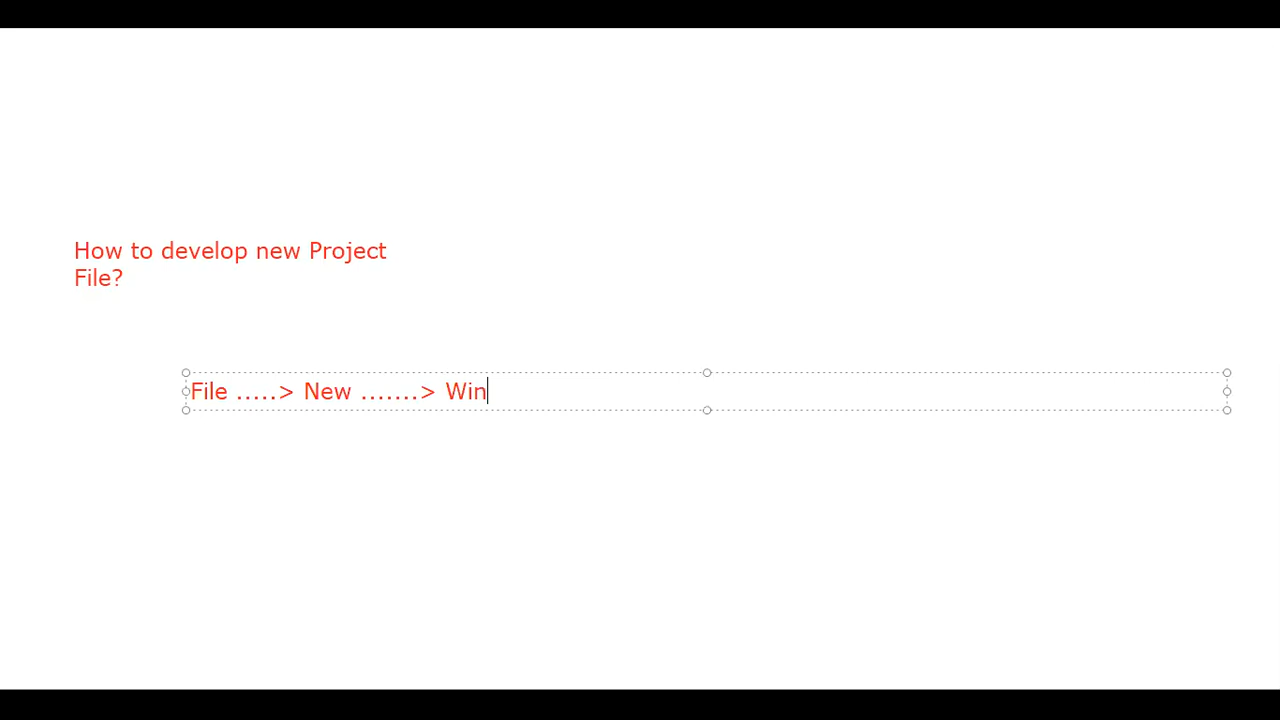 How to develop new Project
File?
File .....> New .......> Win